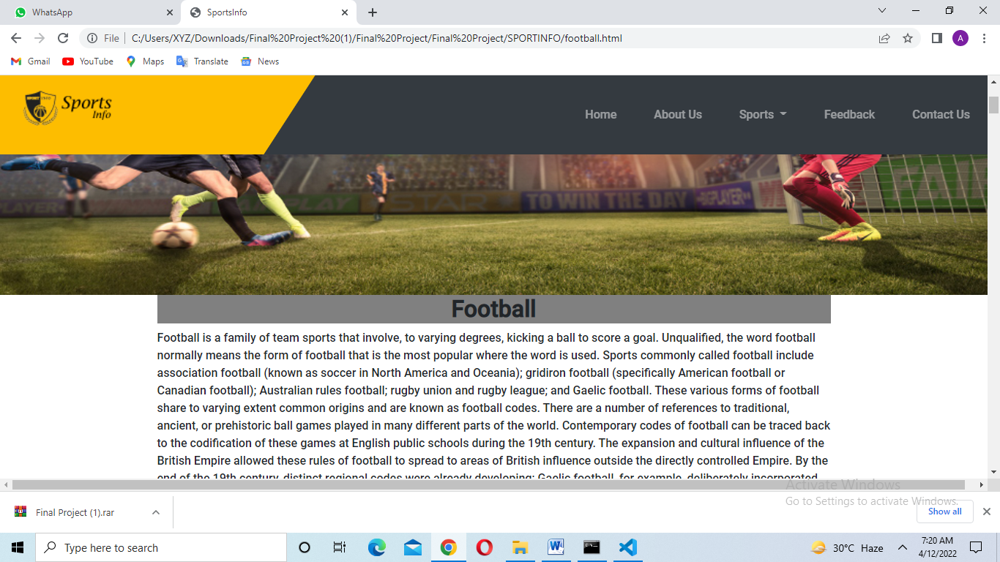 WhatsApp
SportsInfo
File
C:/Users/XYZ/Downloads/Final%20Project%20(1)/Final%20Project/Final%20Project/SPORTINFO/football.html
A
Gmail
YouTube
Maps
Translate
News
Sports
Info
Home
About Us
Sports
Feedback
Contact Us
PLAYER
STAR
TO WIN THE DAY
BIGPLAYER
FAIR
Football
Football is a family of team sports that involve, to varying degrees, kicking a ball to score a goal. Unqualified, the word football
normally means the form of football that is the most popular where the word is used. Sports commonly called football include
association football (known as soccer in North America and Oceania); gridiron football (specifically American football or
Canadian football); Australian rules football; rugby union and rugby league; and Gaelic football. These various forms of football
share to varying extent common origins and are known as football codes. There are a number of references to traditional,
ancient, or prehistoric ball games played in many different parts of the world. Contemporary codes of football can be traced back
to the codification of these games at English public schools during the 19th century. The expansion and cultural influence of the
British Empire allowed these rules of football to spread to areas of British influence outside the directly controlled Empire. By the
end of the 19th century, distinct regional codes were already developing: Gaelic football, for example, deliberately incorporated
Activate Windows
Go to Settings to activate Windows.
Final Project (1).rar
Show all
Type here to search
30°C Haze
7:20 AM
4/12/2022